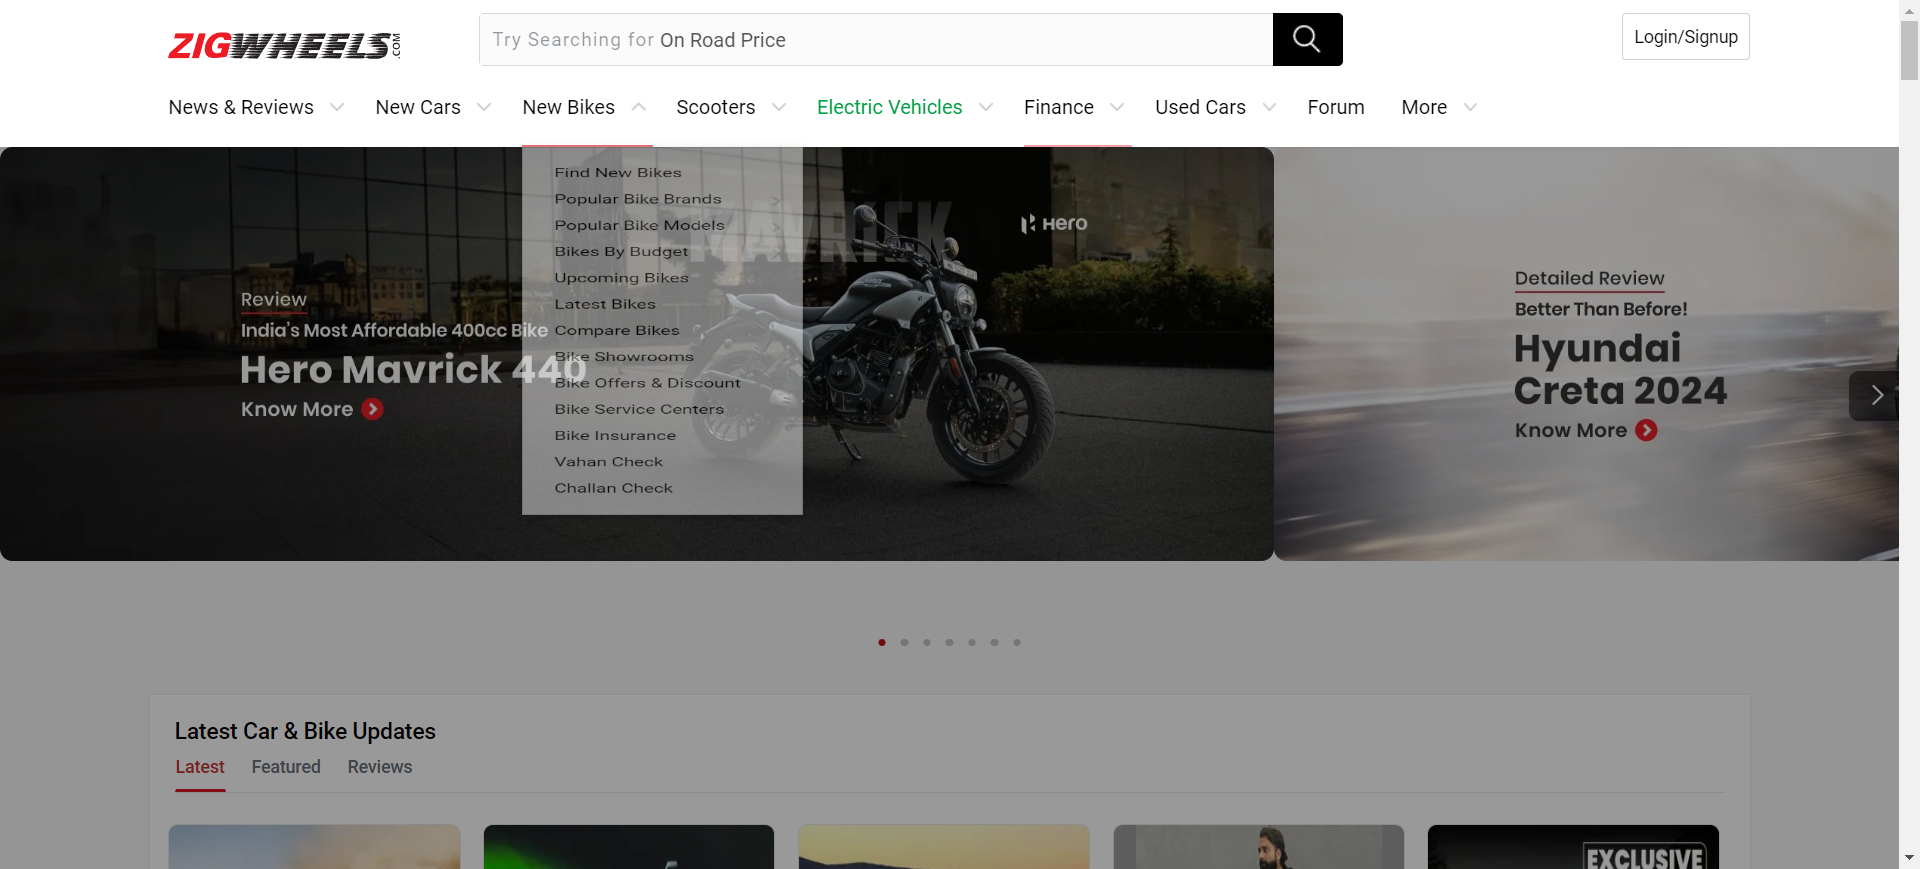 ZIGWHEELS.COM
Try Searching for On Road Price
Login/Signup
News & Reviews
New Cars
New Bikes
Scooters
Electric Vehicles
Finance
Used Cars
Forum
More
Find New Bikes
Popular Bike Brands
Popular Bike Models
Bikes By Budget
Upcoming Bikes
Latest Bikes
Compare Bikes
Bike Showrooms
Bike Offers & Discount
Bike Service Centers
Bike Insurance
Vahan Check
Challan Check
Review
India's Most Affordable 400cc Bike
Hero Mavrick 440
Know More
MAVRICK
Hero
Detailed Review
Better Than Before!
Hyundai
Creta 2024
Know More
Latest Car & Bike Updates
Latest
Featured
Reviews
EXCLUSIVE